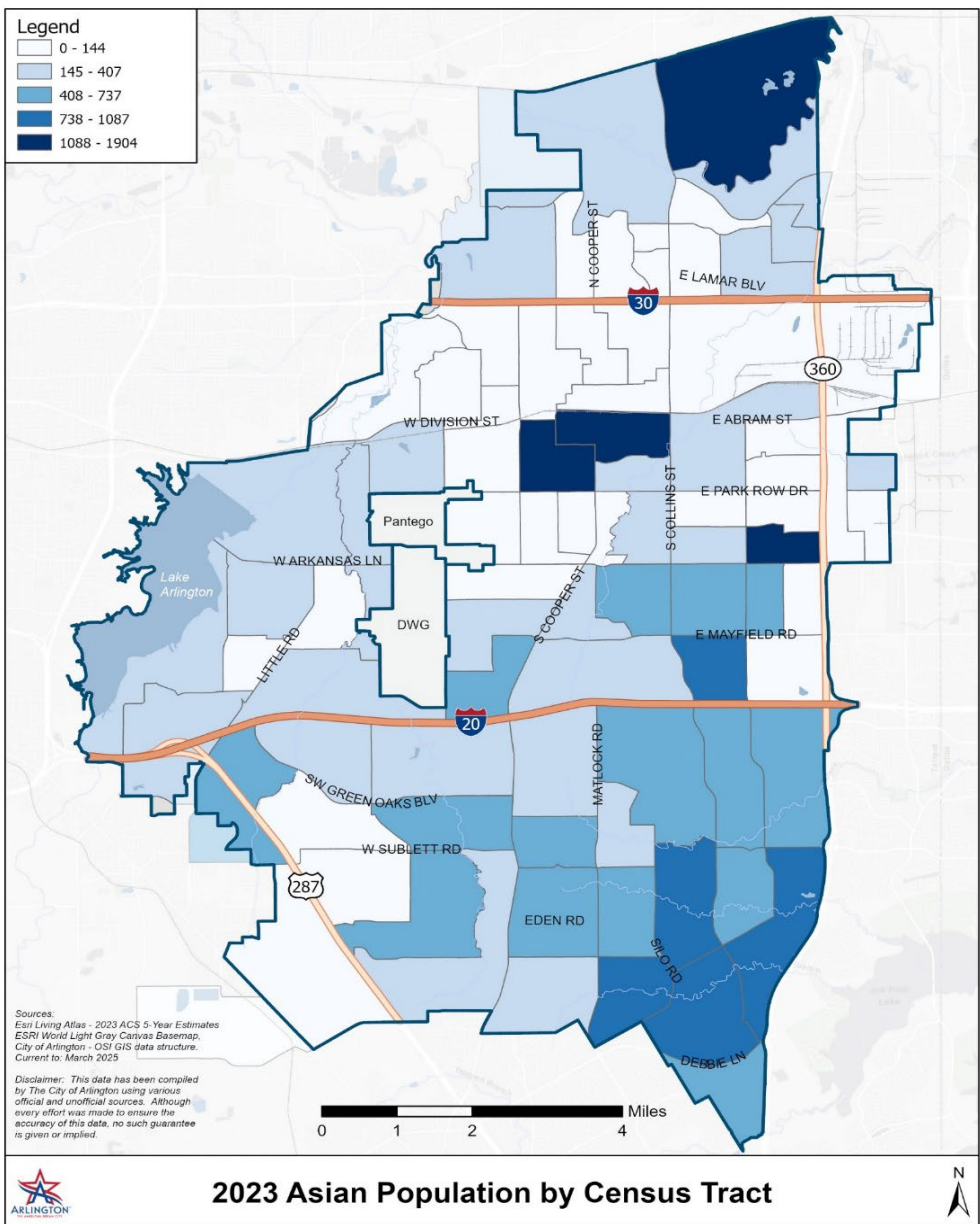 Legend
0 - 144
145 - 407
408 - 737
738 - 1087
1088 - 1904
N COOPER ST
E LAMAR BLV
30
360
W DIVISION ST
E ABRAM ST
S COLLINS ST
E PARK ROW DR
Pantego
W ARKANSAS LN
Lake
Arlington
DWG
S COOPER ST
LITTLE RD
E MAYFIELD RD
20
MATLOCK RD
SW GREEN OAKS BLV
W SUBLETT RD
287
EDEN RD
SILO RD
DEBBIE LN
Sources:
Esri Living Atlas - 2023 ACS 5-Year Estimates
ESRI World Light Gray Canvas Basemap,
City of Arlington - OSI GIS data structure.
Current to: March 2025
Disclaimer: This data has been compiled
by The City of Arlington using various
official and unofficial sources. Although
every effort was made to ensure the
accuracy of this data, no such guarantee
is given or implied.
Miles
0 1 2 4
ARLINGTON
2023 Asian Population by Census Tract
N